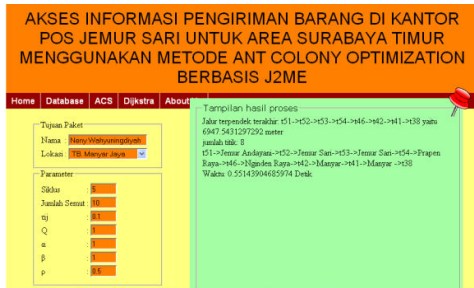 AKSES INFORMASI PENGIRIMAN BARANG DI KANTOR
POS JEMUR SARI UNTUK AREA SURABAYA TIMUR
MENGGUNAKAN METODE ANT COLONY OPTIMIZATION
BERBASIS J2ME
Home Database ACS Dijkstra About
Tujuan Paket
Nama : Neny Wahyuningdiyah
Lokasi : TB. Manyar Jaya
Parameter
Siklus : 5
Jumlah Semut : 10
τij : 0.1
Q : 1
α : 1
β : 1
ρ : 0.5
Tampilan hasil proses
Jalur terpendek terakhir: t51->t52->t53->t54->t46->t42->t41->t38 yaitu
6947.5431297292 meter
jumlah titik: 8
t51->Jemur Andayani->t52->Jemur Sari->t53->Jemur Sari->t54->Prapen
Raya->t46->Nginden Raya->t42->Manyar->t41->Manyar ->t38
Waktu: 0.55143904685974 Detik